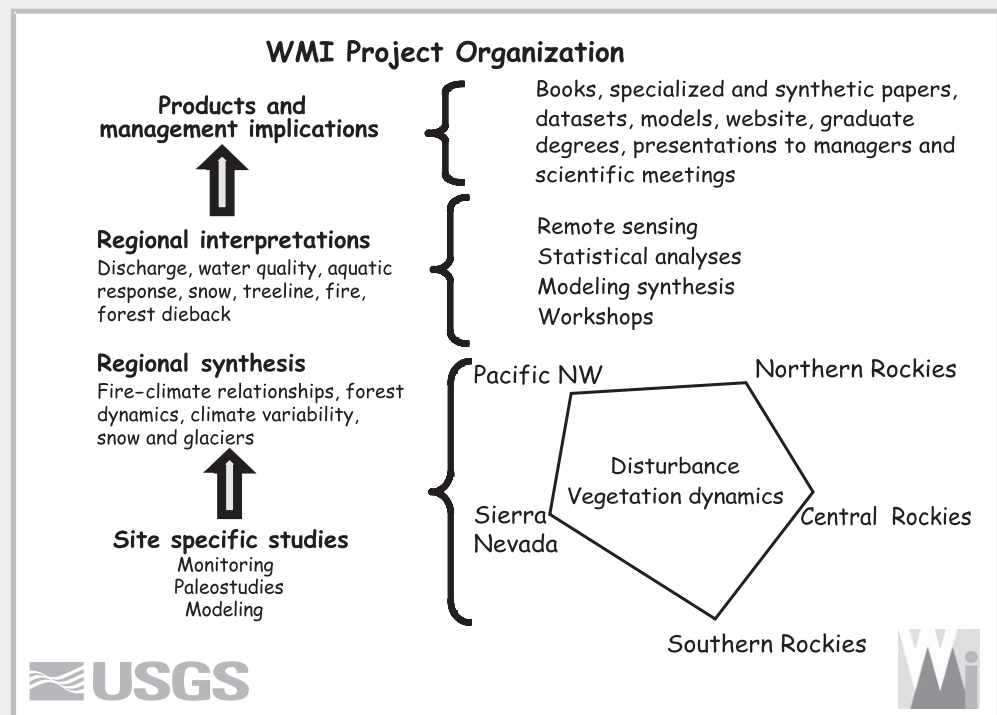 WMI Project Organization
Products and
management implications
Books, specialized and synthetic papers,
datasets, models, website, graduate
degrees, presentations to managers and
scientific meetings
Regional interpretations
Discharge, water quality, aquatic
response, snow, treeline, fire,
forest dieback
Remote sensing
Statistical analyses
Modeling synthesis
Workshops
Regional synthesis
Fire-climate relationships, forest
dynamics, climate variability,
snow and glaciers
Site specific studies
Monitoring
Paleostudies
Modeling
Pacific NW
Northern Rockies
Disturbance
Vegetation dynamics
Sierra
Nevada
Central Rockies
Southern Rockies
USGS
WMi